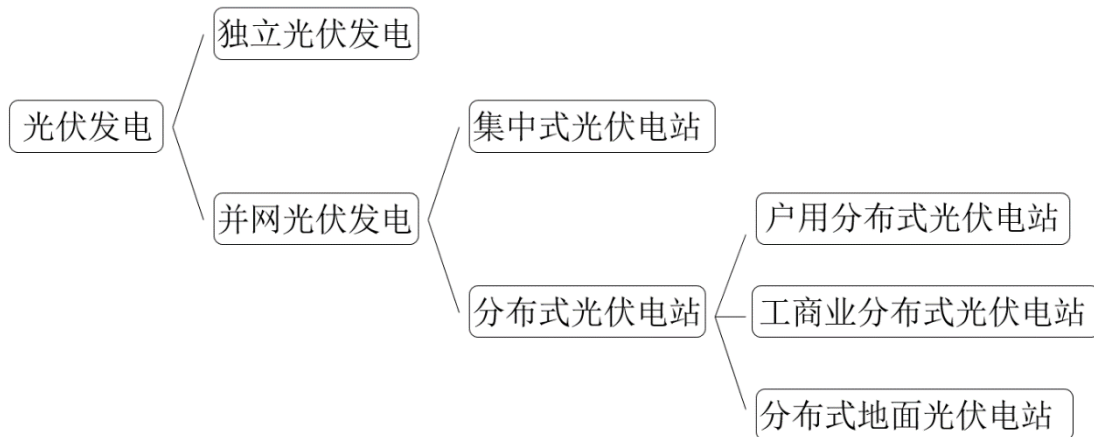 独立光伏发电
光伏发电
集中式光伏电站
并网光伏发电
户用分布式光伏电站
分布式光伏电站
工商业分布式光伏电站
分布式地面光伏电站